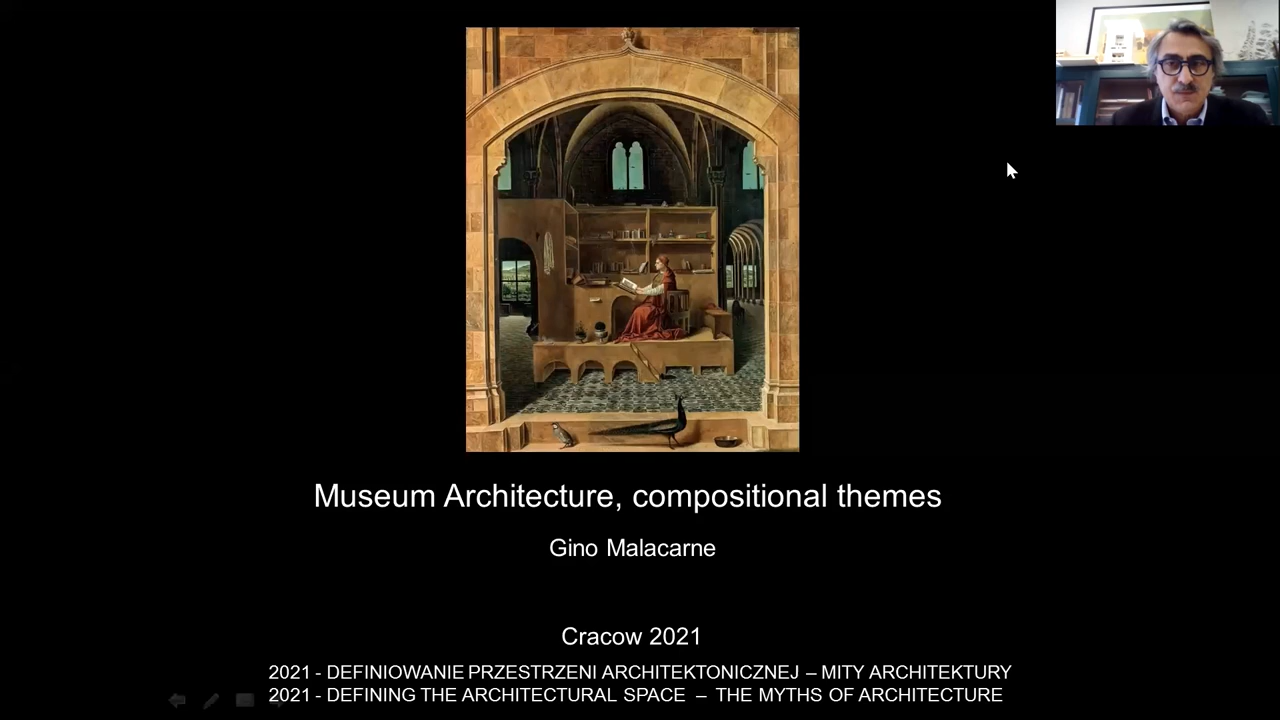 Museum Architecture, compositional themes
Gino Malacarne
Cracow 2021
2021 - DEFINIOWANIE PRZESTRZENI ARCHITEKTONICZNEJ – MITY ARCHITEKTURY
2021 - DEFINING THE ARCHITECTURAL SPACE – THE MYTHS OF ARCHITECTURE